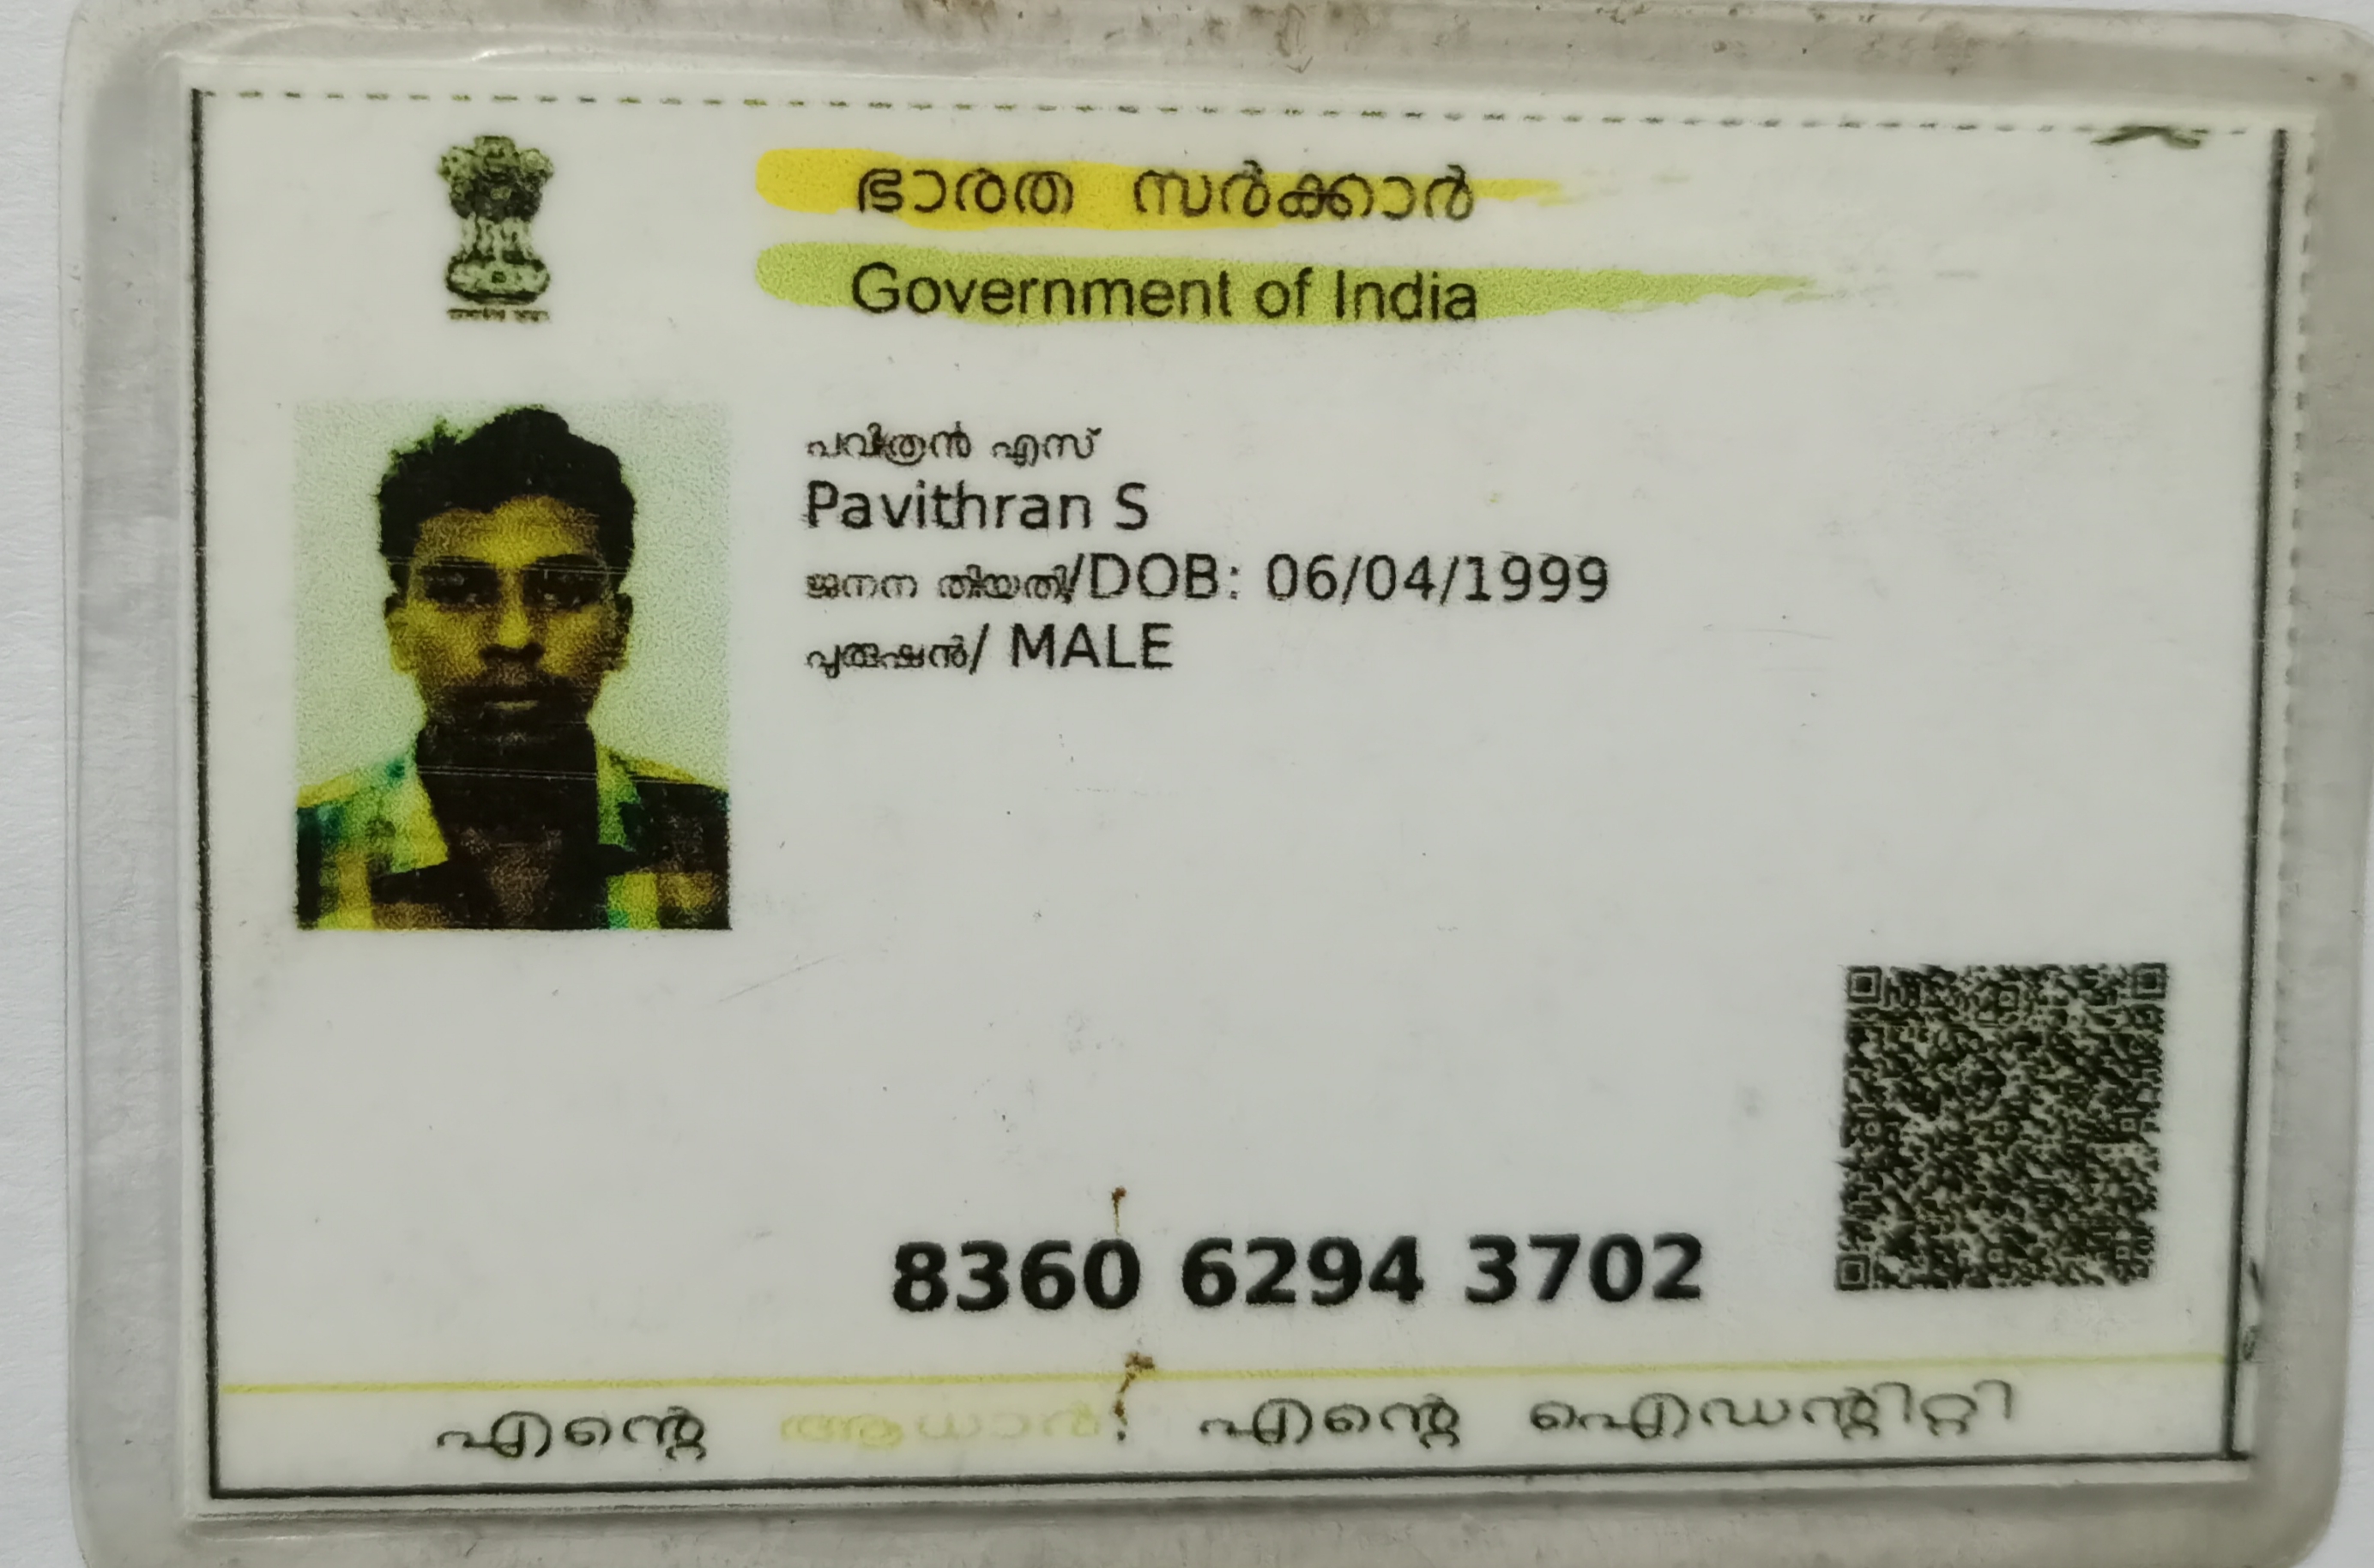 ഭാരത സർക്കാർ
Government of India
പവിത്രൻ എസ്
Pavithran S
ജനന തിയതി/DOB: 06/04/1999
പുരുഷൻ/ MALE
8360 6294 3702
എന്റെ ആധാർ, എന്റെ ഐഡന്റിറ്റി